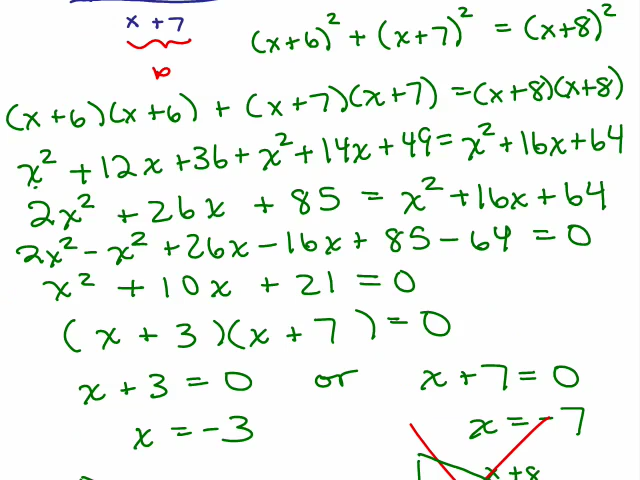 x + 7
b
(x+6)² + (x+7)² = (x+8)²
(x+6)(x+6) + (x+7)(x+7) = (x+8)(x+8)
x² + 12x + 36 + x² + 14x + 49 = x² + 16x + 64
2x² + 26x + 85 = x² + 16x + 64
2x² - x² + 26x - 16x + 85 - 64 = 0
x² + 10x + 21 = 0
(x + 3)(x + 7) = 0
x + 3 = 0 or x + 7 = 0
x = -3 x = -7
x + 8